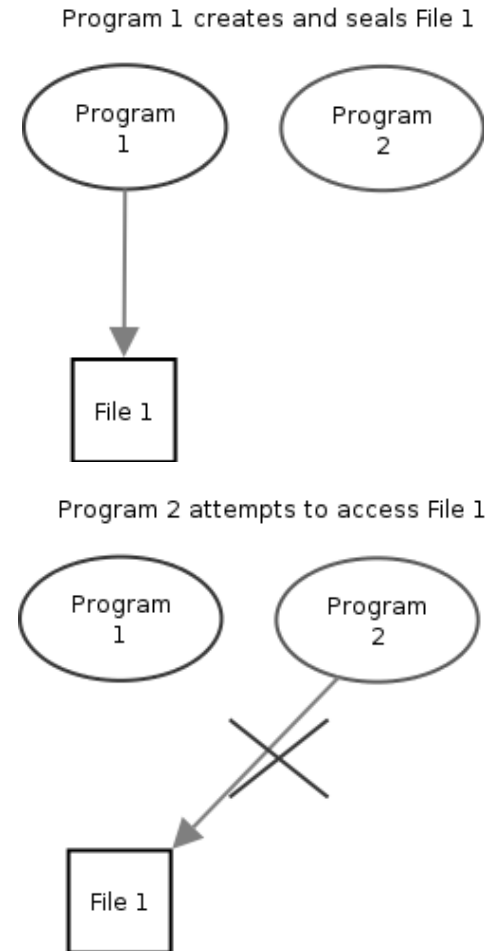 Program 1 creates and seals File 1
Program
1
Program
2
File 1
Program 2 attempts to access File 1
Program
1
Program
2
File 1